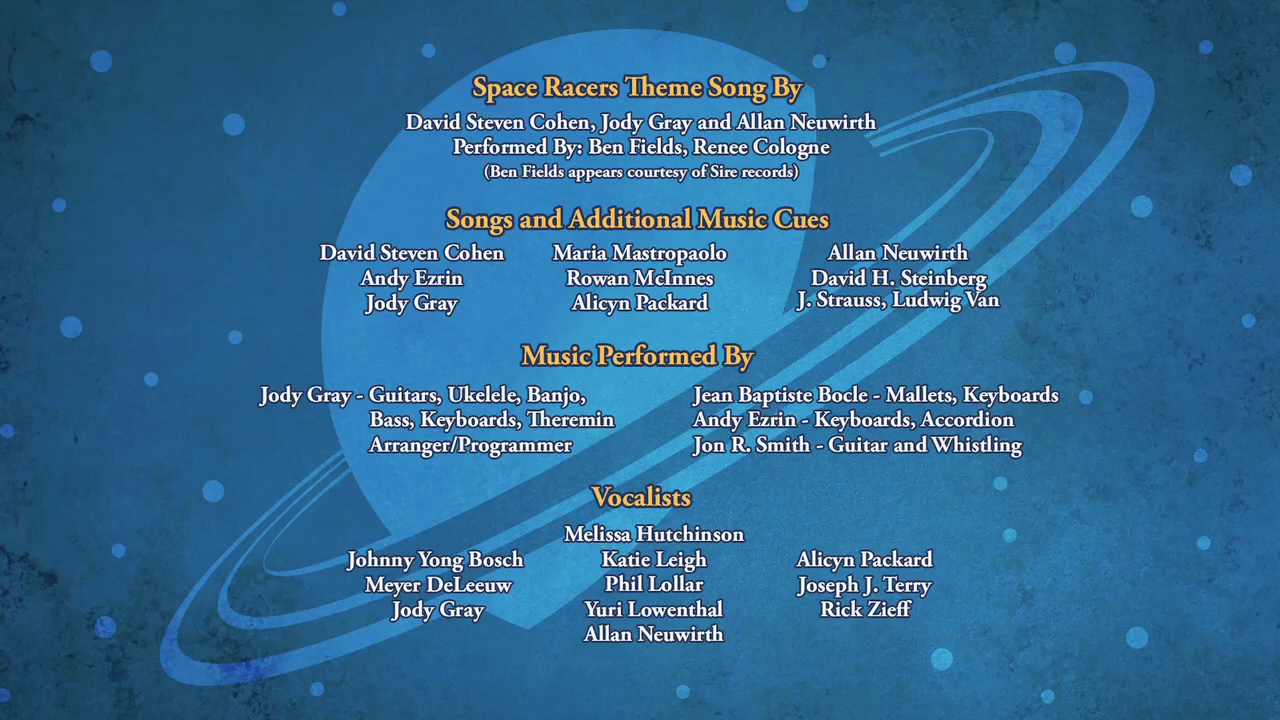 Space Racers Theme Song By
David Steven Cohen, Jody Gray and Allan Neuwirth
Performed By: Ben Fields, Renee Cologne
(Ben Fields appears courtesy of Sire records)
Songs and Additional Music Cues
David Steven Cohen
Andy Ezrin
Jody Gray
Maria Mastropaolo
Rowan McInnes
Alicyn Packard
Allan Neuwirth
David H. Steinberg
J. Strauss, Ludwig Van
Music Performed By
Jody Gray - Guitars, Ukelele, Banjo,
Bass, Keyboards, Theremin
Arranger/Programmer
Jean Baptiste Bocle - Mallets, Keyboards
Andy Ezrin - Keyboards, Accordion
Jon R. Smith - Guitar and Whistling
Vocalists
Johnny Yong Bosch
Meyer DeLeeuw
Jody Gray
Melissa Hutchinson
Katie Leigh
Phil Lollar
Yuri Lowenthal
Allan Neuwirth
Alicyn Packard
Joseph J. Terry
Rick Zieff